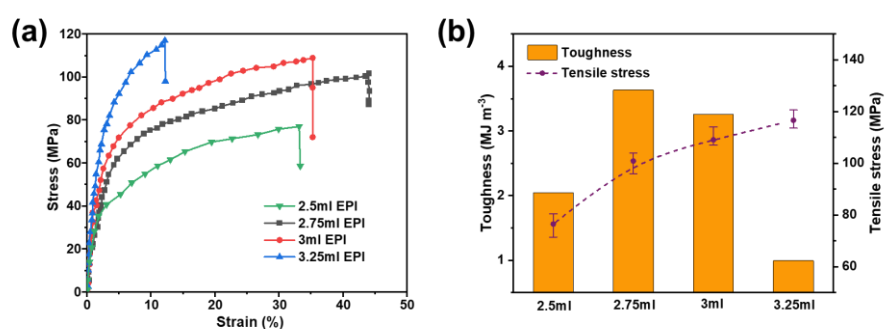 (a)
120
100
80
60
40
20
0
Stress (MPa)
0 10 20 30 40 50
Strain (%)
2.5ml EPI
2.75ml EPI
3ml EPI
3.25ml EPI
(b)
Toughness
Tensile stress
4
3
2
1
Toughness (MJ m⁻³)
140
120
100
80
60
Tensile stress (MPa)
2.5ml 2.75ml 3ml 3.25ml